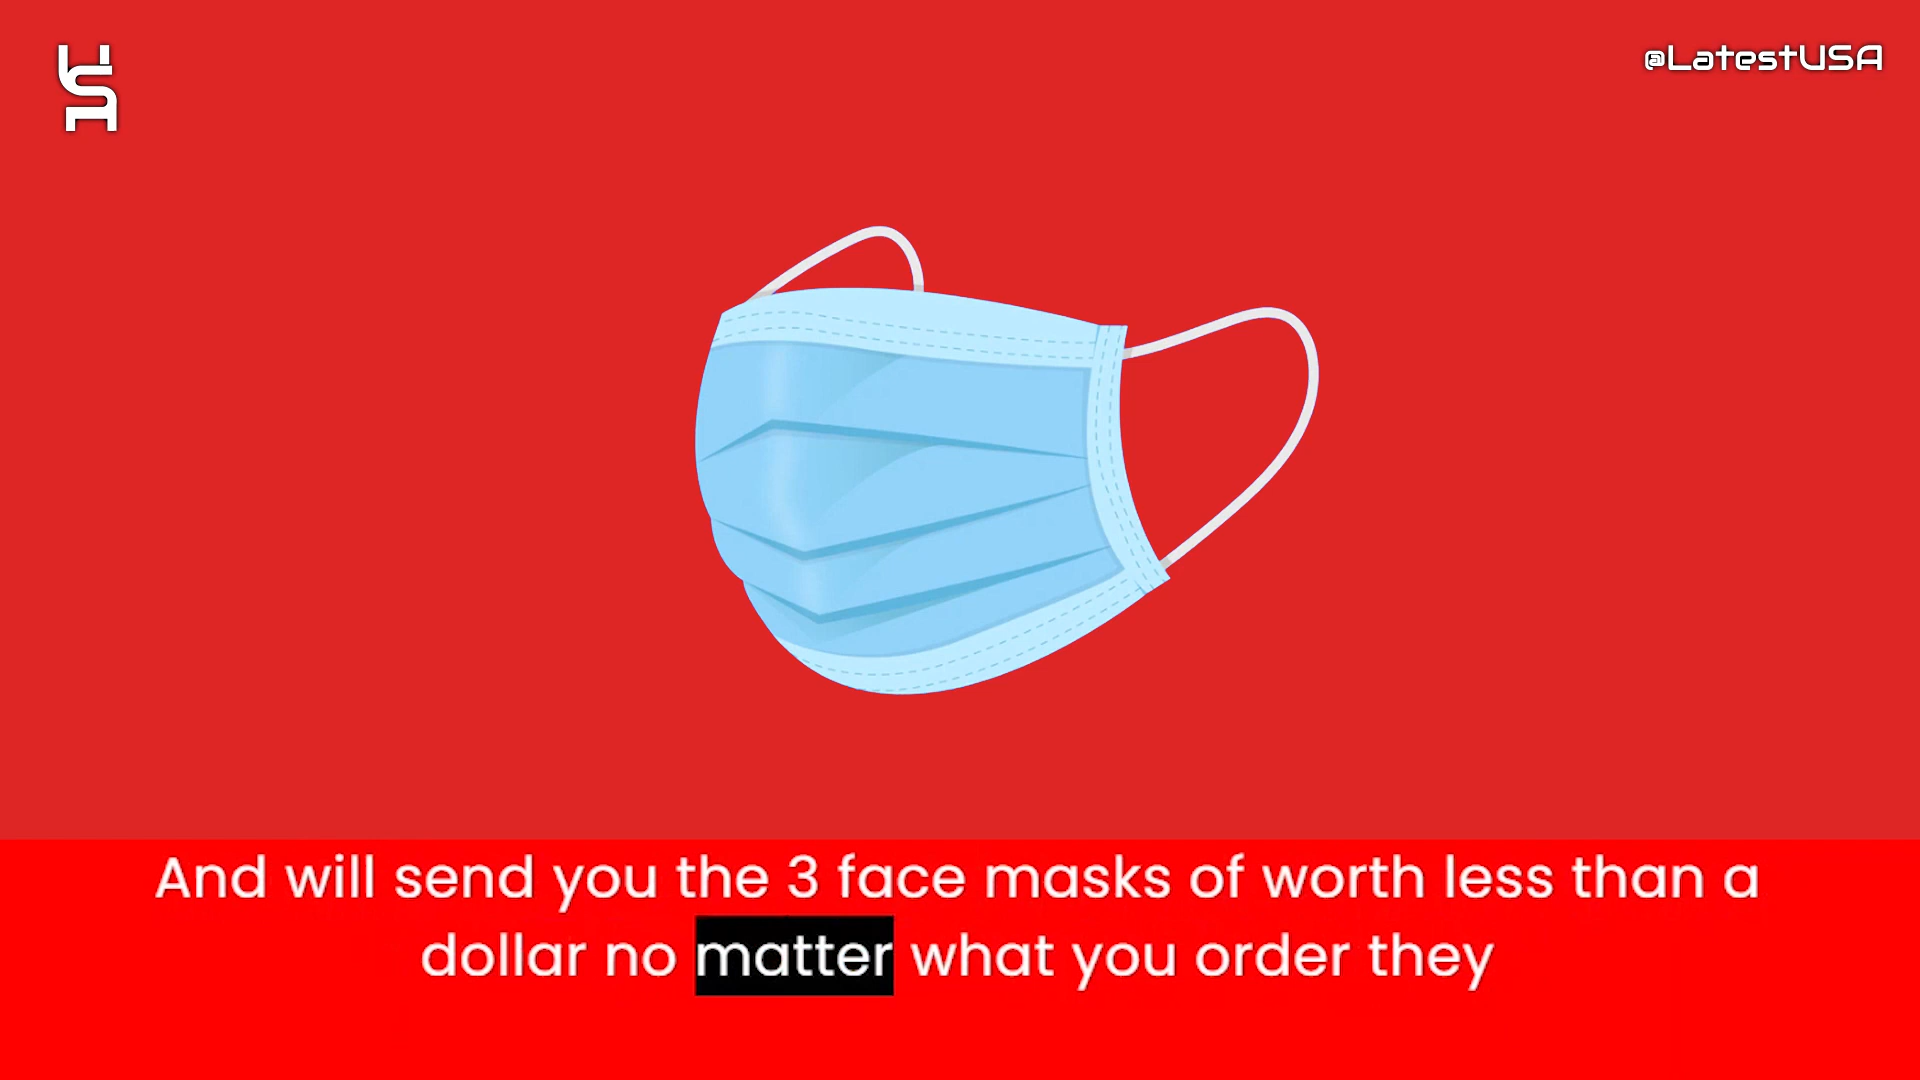 USA
@LatestUSA
And will send you the 3 face masks of worth less than a
dollar no matter what you order they